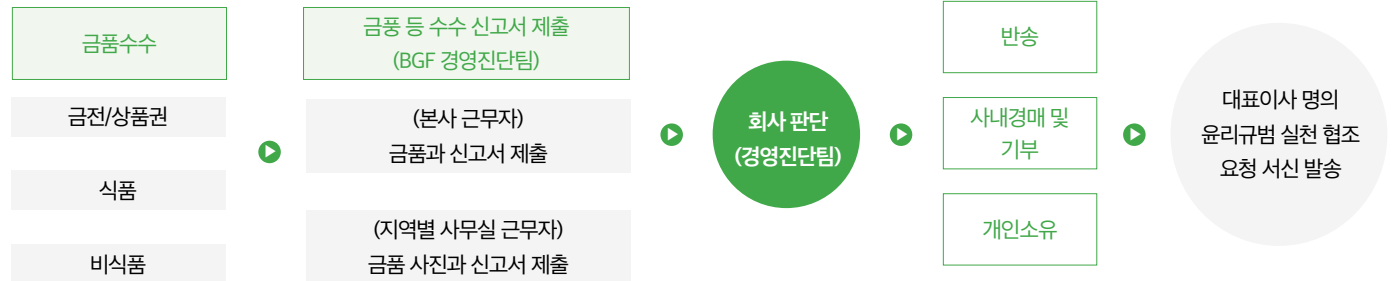 금품수수
금전/상품권
식품
비식품
금풍 등 수수 신고서 제출
(BGF 경영진단팀)
(본사 근무자)
금품과 신고서 제출
(지역별 사무실 근무자)
금품 사진과 신고서 제출
회사 판단
(경영진단팀)
반송
사내경매 및
기부
개인소유
대표이사 명의
윤리규범 실천 협조
요청 서신 발송